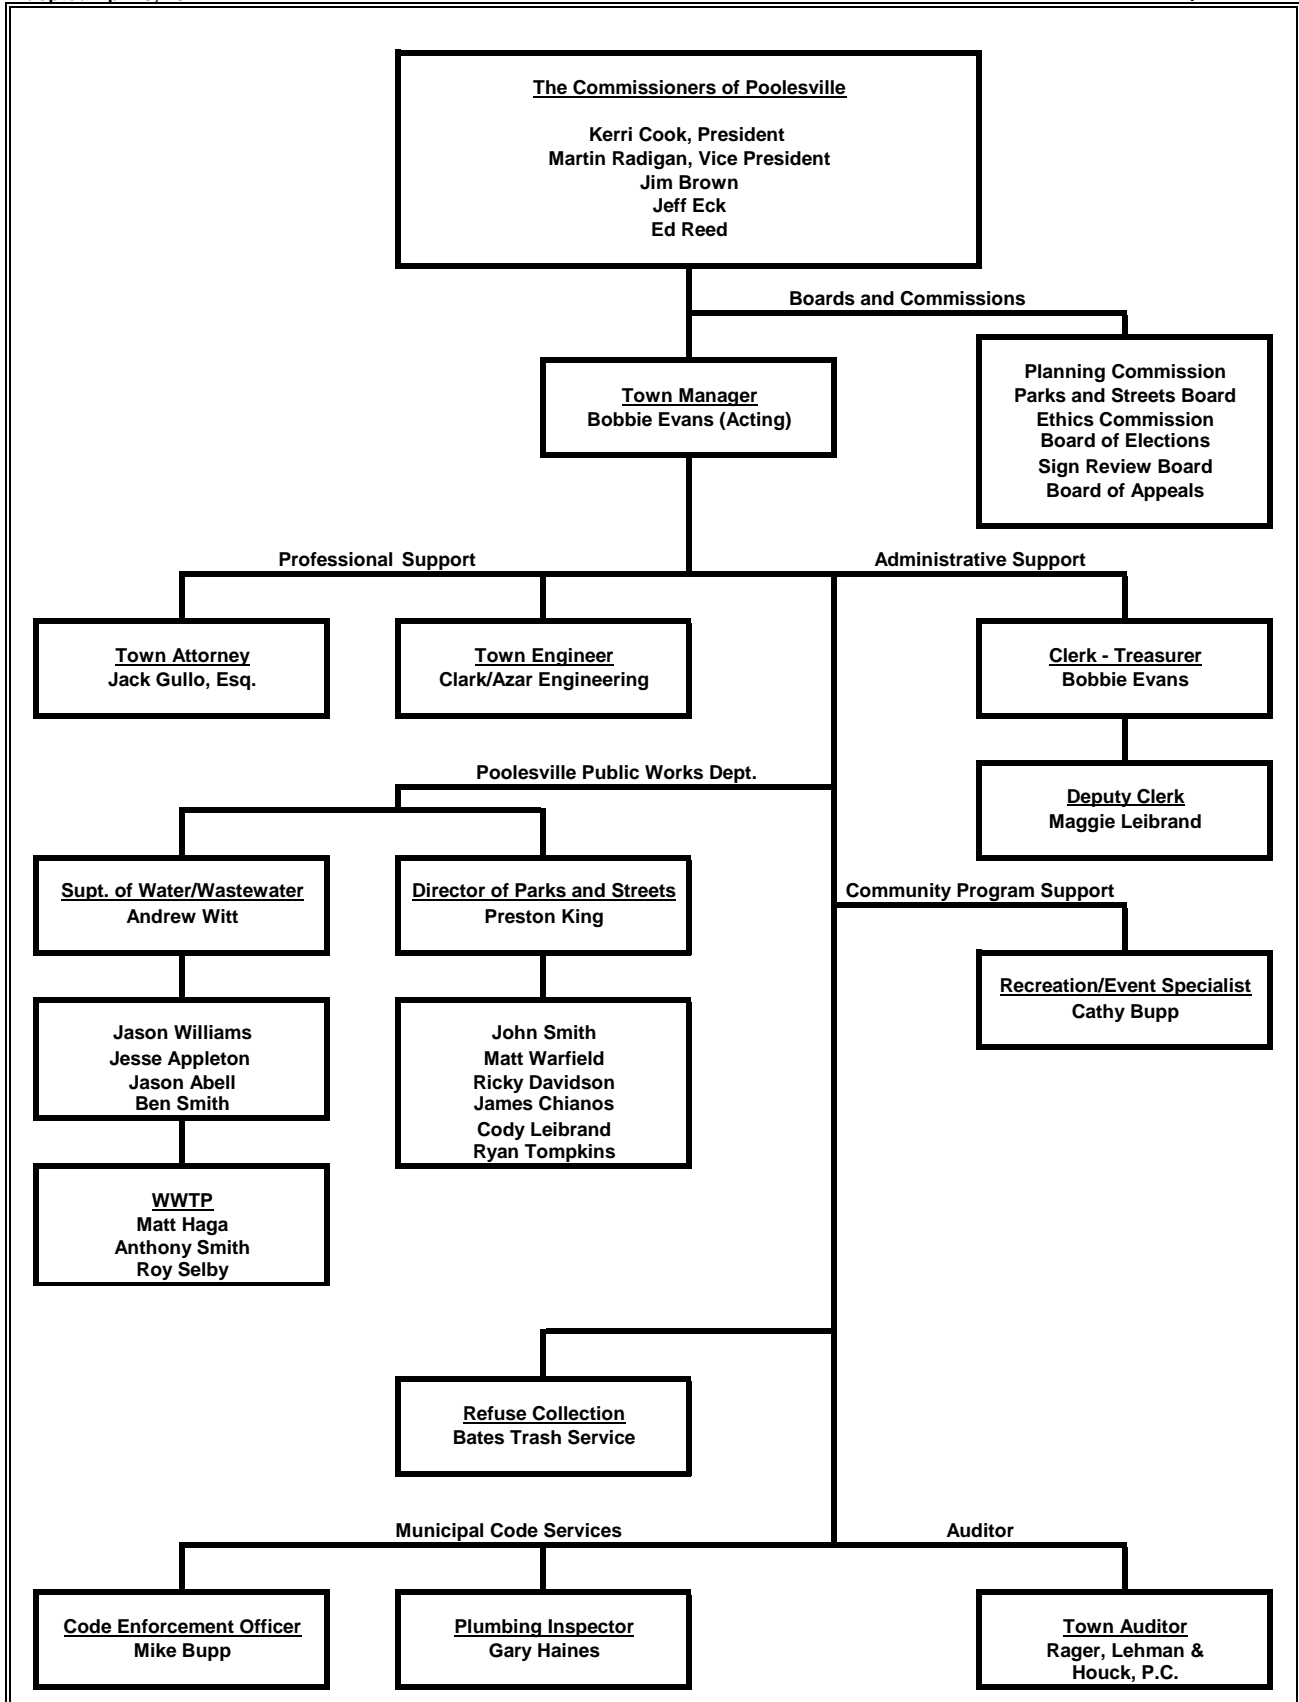 The Commissioners of Poolesville
Kerri Cook, President
Martin Radigan, Vice President
Jim Brown
Jeff Eck
Ed Reed
Boards and Commissions
Planning Commission
Parks and Streets Board
Ethics Commission
Board of Elections
Sign Review Board
Board of Appeals
Town Manager
Bobbie Evans (Acting)
Professional Support
Administrative Support
Town Attorney
Jack Gullo, Esq.
Town Engineer
Clark/Azar Engineering
Clerk - Treasurer
Bobbie Evans
Poolesville Public Works Dept.
Deputy Clerk
Maggie Leibrand
Supt. of Water/Wastewater
Andrew Witt
Director of Parks and Streets
Preston King
Community Program Support
Recreation/Event Specialist
Cathy Bupp
Jason Williams
Jesse Appleton
Jason Abell
Ben Smith
John Smith
Matt Warfield
Ricky Davidson
James Chianos
Cody Leibrand
Ryan Tompkins
WWTP
Matt Haga
Anthony Smith
Roy Selby
Refuse Collection
Bates Trash Service
Municipal Code Services
Auditor
Code Enforcement Officer
Mike Bupp
Plumbing Inspector
Gary Haines
Town Auditor
Rager, Lehman &
Houck, P.C.